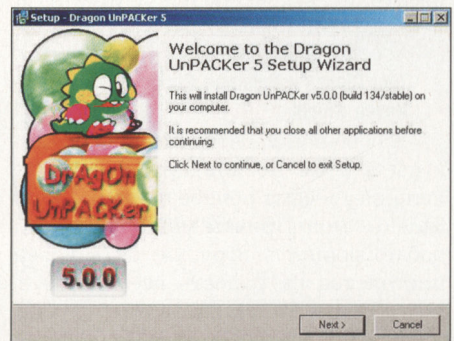 Setup - Dragon UnPACKer 5
Welcome to the Dragon
UnPACKer 5 Setup Wizard
This will install Dragon UnPACKer v5.0.0 (build 134/stable) on
your computer.
It is recommended that you close all other applications before
continuing.
Click Next to continue, or Cancel to exit Setup.
DrAgOn
UnPACKer
5.0.0
Next >
Cancel